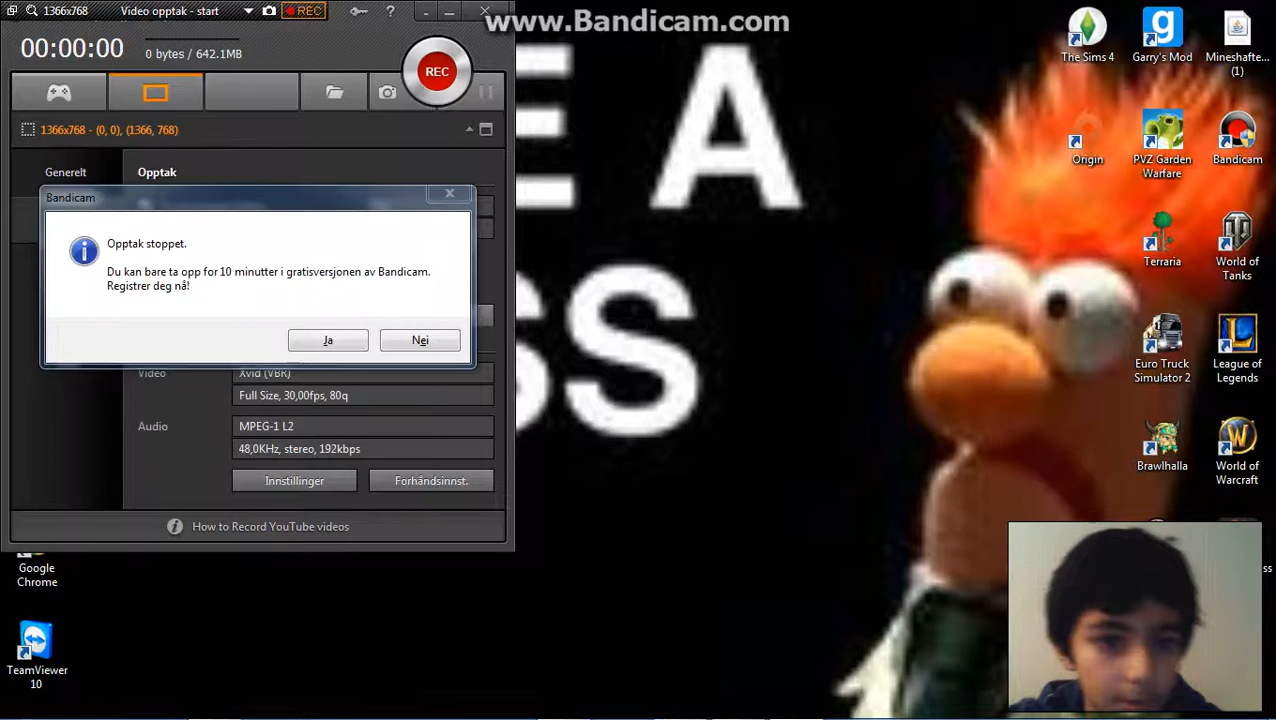 1366x768
Video opptak - start
REC
www.Bandicam.com
00:00:00
0 bytes / 642.1MB
REC
1366x768 - (0, 0), (1366, 768)
Generelt
Opptak
Bandicam
Opptak stoppet.
Du kan bare ta opp for 10 minutter i gratisversjonen av Bandicam.
Registrer deg nå!
Ja
Nei
Video
Xvid (VBR)
Full Size, 30,00fps, 80q
Audio
MPEG-1 L2
48,0KHz, stereo, 192kbps
Innstillinger
Forhåndsinnst.
How to Record YouTube videos
E A
SS
The Sims 4
Garry's Mod
Mineshafte...
(1)
Origin
PVZ Garden
Warfare
Bandicam
Terraria
World of
Tanks
Euro Truck
Simulator 2
League of
Legends
Brawlhalla
World of
Warcraft
Google
Chrome
TeamViewer
10